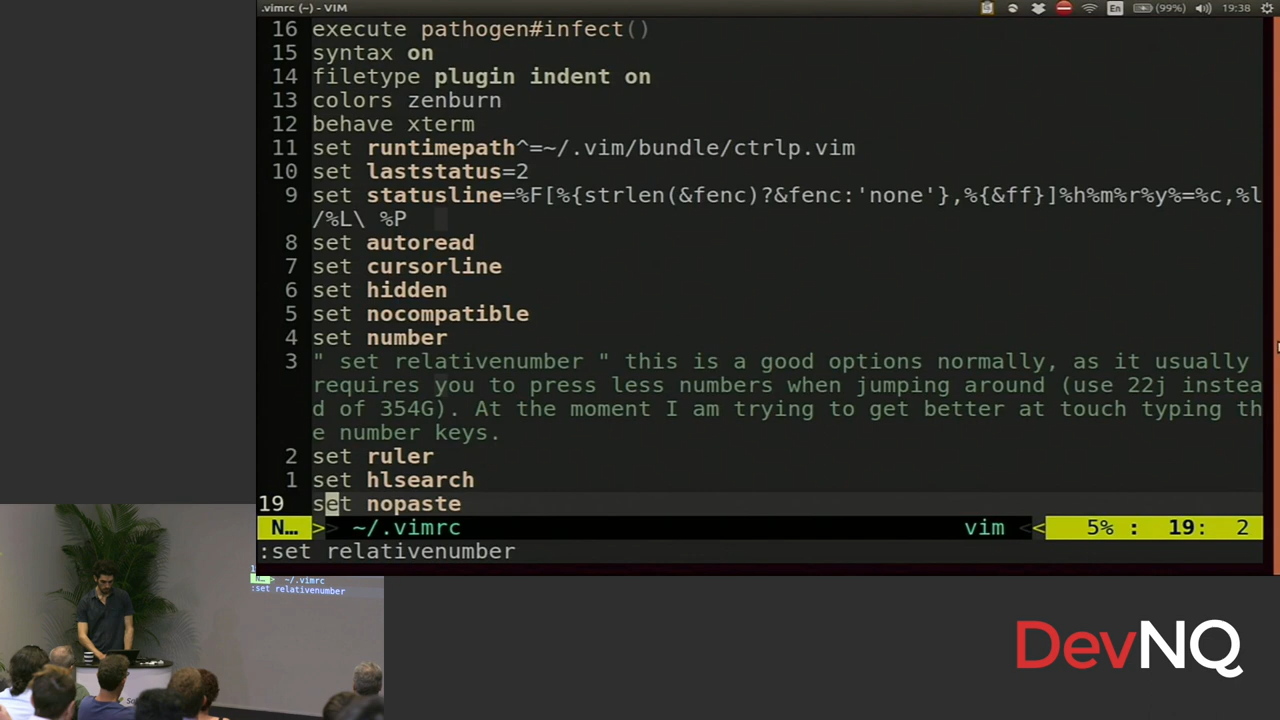 .vimrc (~) - VIM
En (99%) 19:38
16 execute pathogen#infect()
15 syntax on
14 filetype plugin indent on
13 colors zenburn
12 behave xterm
11 set runtimepath^=~/.vim/bundle/ctrlp.vim
10 set laststatus=2
9 set statusline=%F[%{strlen(&fenc)?&fenc:'none'},%{&ff}]%h%m%r%y%=%c,%l
/%L\ %P
8 set autoread
7 set cursorline
6 set hidden
5 set nocompatible
4 set number
3 " set relativenumber " this is a good options normally, as it usually
requires you to press less numbers when jumping around (use 22j instea
d of 354G). At the moment I am trying to get better at touch typing th
e number keys.
2 set ruler
1 set hlsearch
19 set nopaste
N… > > ~/.vimrc vim < < 5% : 19: 2
:set relativenumber
~/.vimrc
:set relativenumber
DevNQ